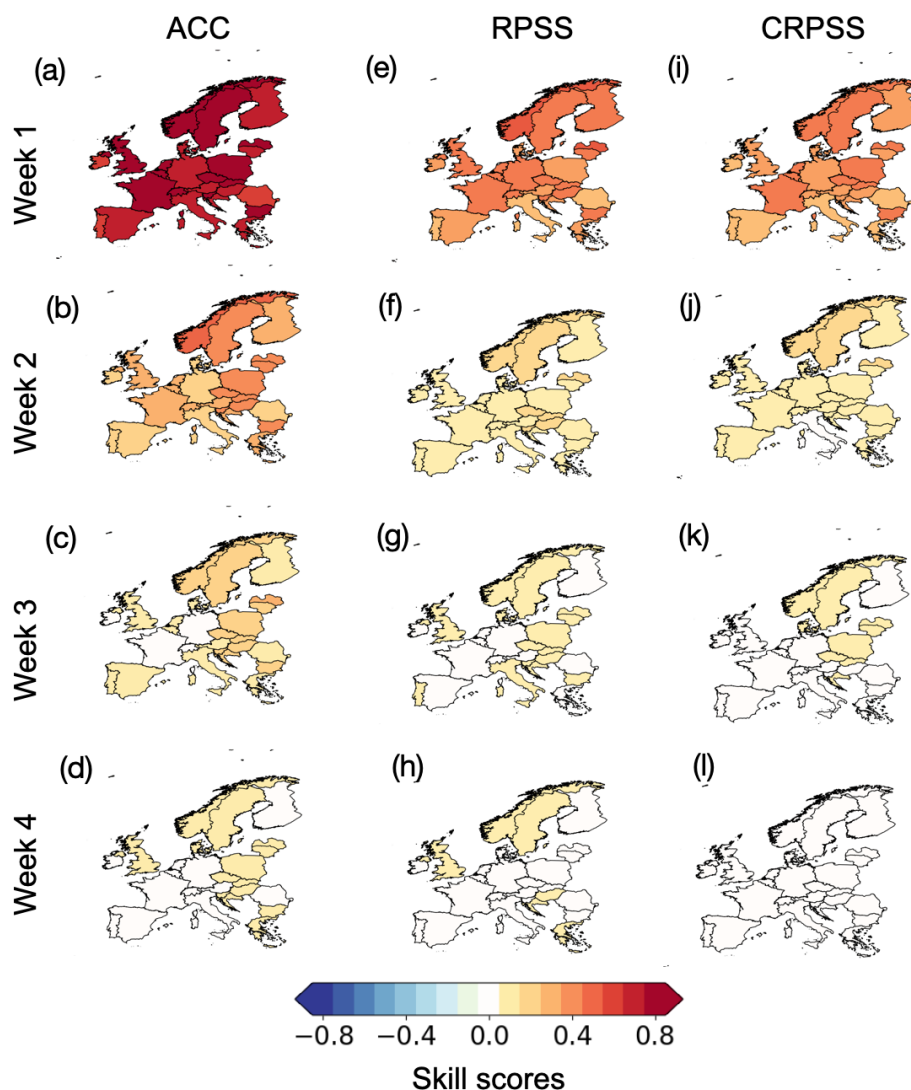 ACC RPSS CRPSS
(a) (e) (i)
Week 1
(b) (f) (j)
Week 2
(c) (g) (k)
Week 3
(d) (h) (l)
Week 4
−0.8 −0.4 0.0 0.4 0.8
Skill scores